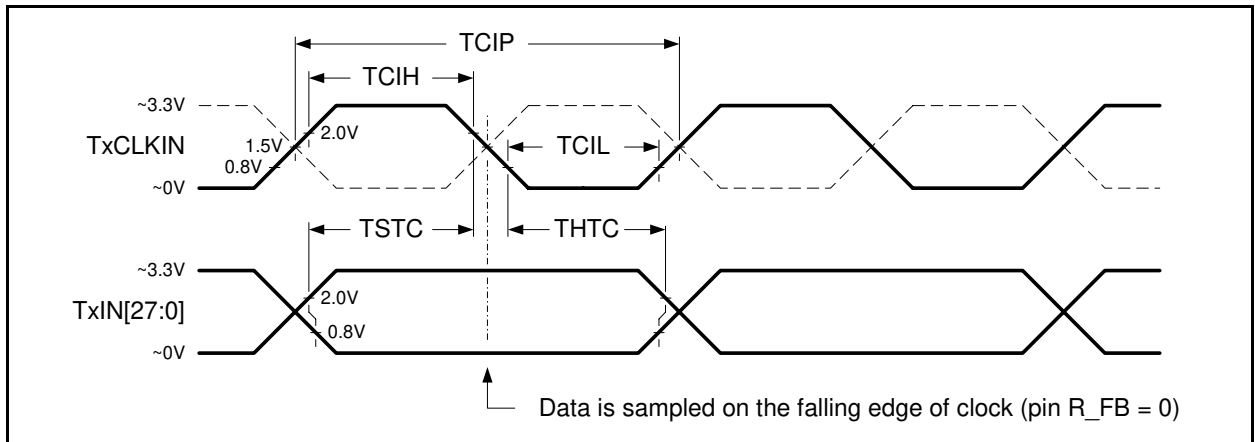 TCIP
TCIH
~3.3V
2.0V
TxCLKIN
1.5V
TCIL
0.8V
~0V
TSTC
THTC
~3.3V
2.0V
TxIN[27:0]
0.8V
~0V
Data is sampled on the falling edge of clock (pin R_FB = 0)